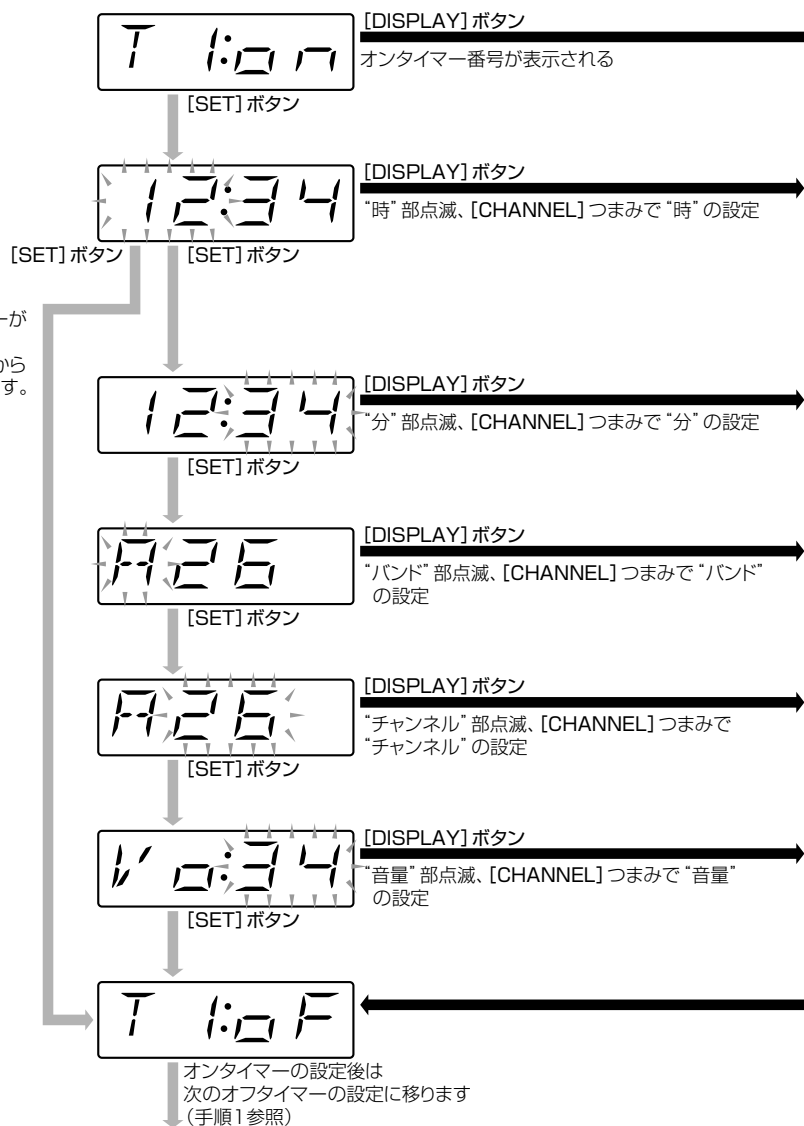 [DISPLAY] ボタン
T 1:on
オンタイマー番号が表示される
[SET] ボタン
[DISPLAY] ボタン
12:34
“時” 部点滅、[CHANNEL] つまみで “時” の設定
[SET] ボタン
[SET] ボタン
ーが
から
す。
[DISPLAY] ボタン
12:34
“分” 部点滅、[CHANNEL] つまみで “分” の設定
[SET] ボタン
[DISPLAY] ボタン
A26
“バンド” 部点滅、[CHANNEL] つまみで “バンド”
の設定
[SET] ボタン
[DISPLAY] ボタン
A26
“チャンネル” 部点滅、[CHANNEL] つまみで
“チャンネル” の設定
[SET] ボタン
[DISPLAY] ボタン
Vo:34
“音量” 部点滅、[CHANNEL] つまみで “音量”
の設定
[SET] ボタン
T 1:oF
オンタイマーの設定後は
次のオフタイマーの設定に移ります
（手順1参照）